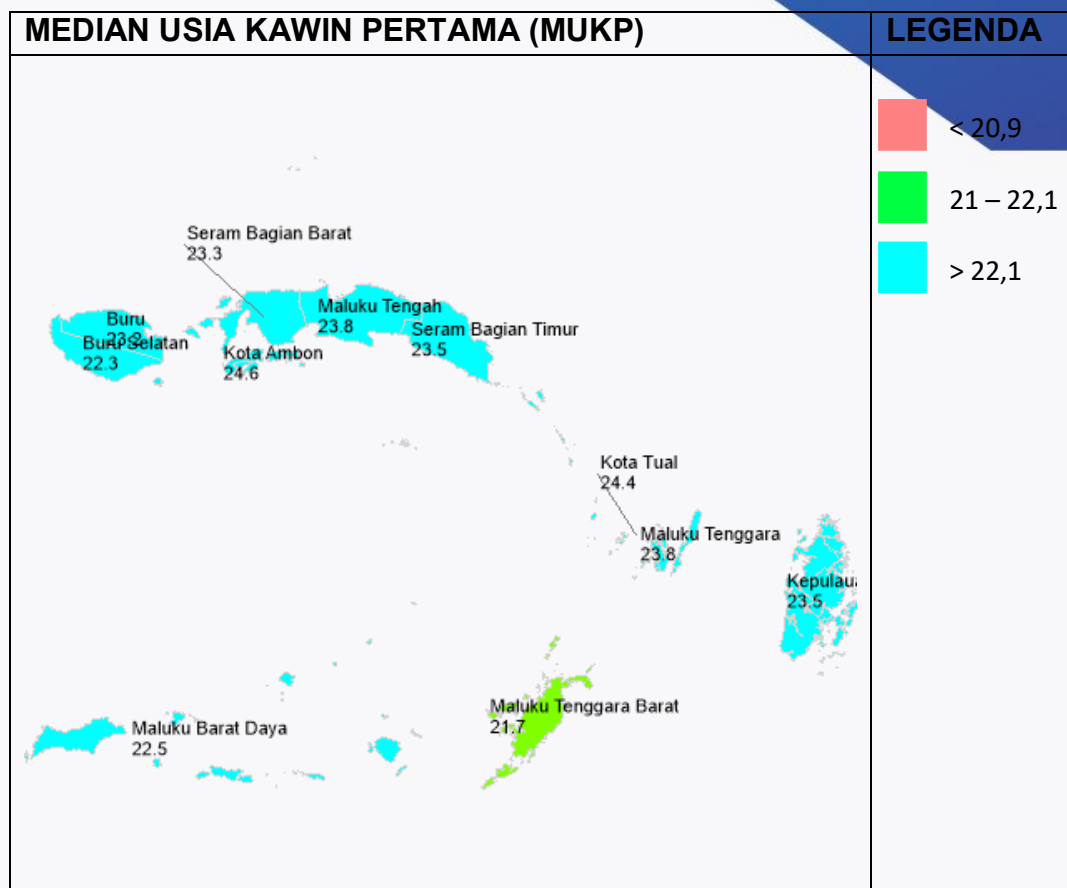 MEDIAN USIA KAWIN PERTAMA (MUKP)
LEGENDA
< 20,9
21 – 22,1
> 22,1
Seram Bagian Barat
23.3
Maluku Tengah
23.8
Seram Bagian Timur
23.5
Buru
Buru Selatan
22.3
Kota Ambon
24.6
Kota Tual
24.4
Maluku Tenggara
23.8
23.5
Maluku Tenggara Barat
21.7
Maluku Barat Daya
22.5